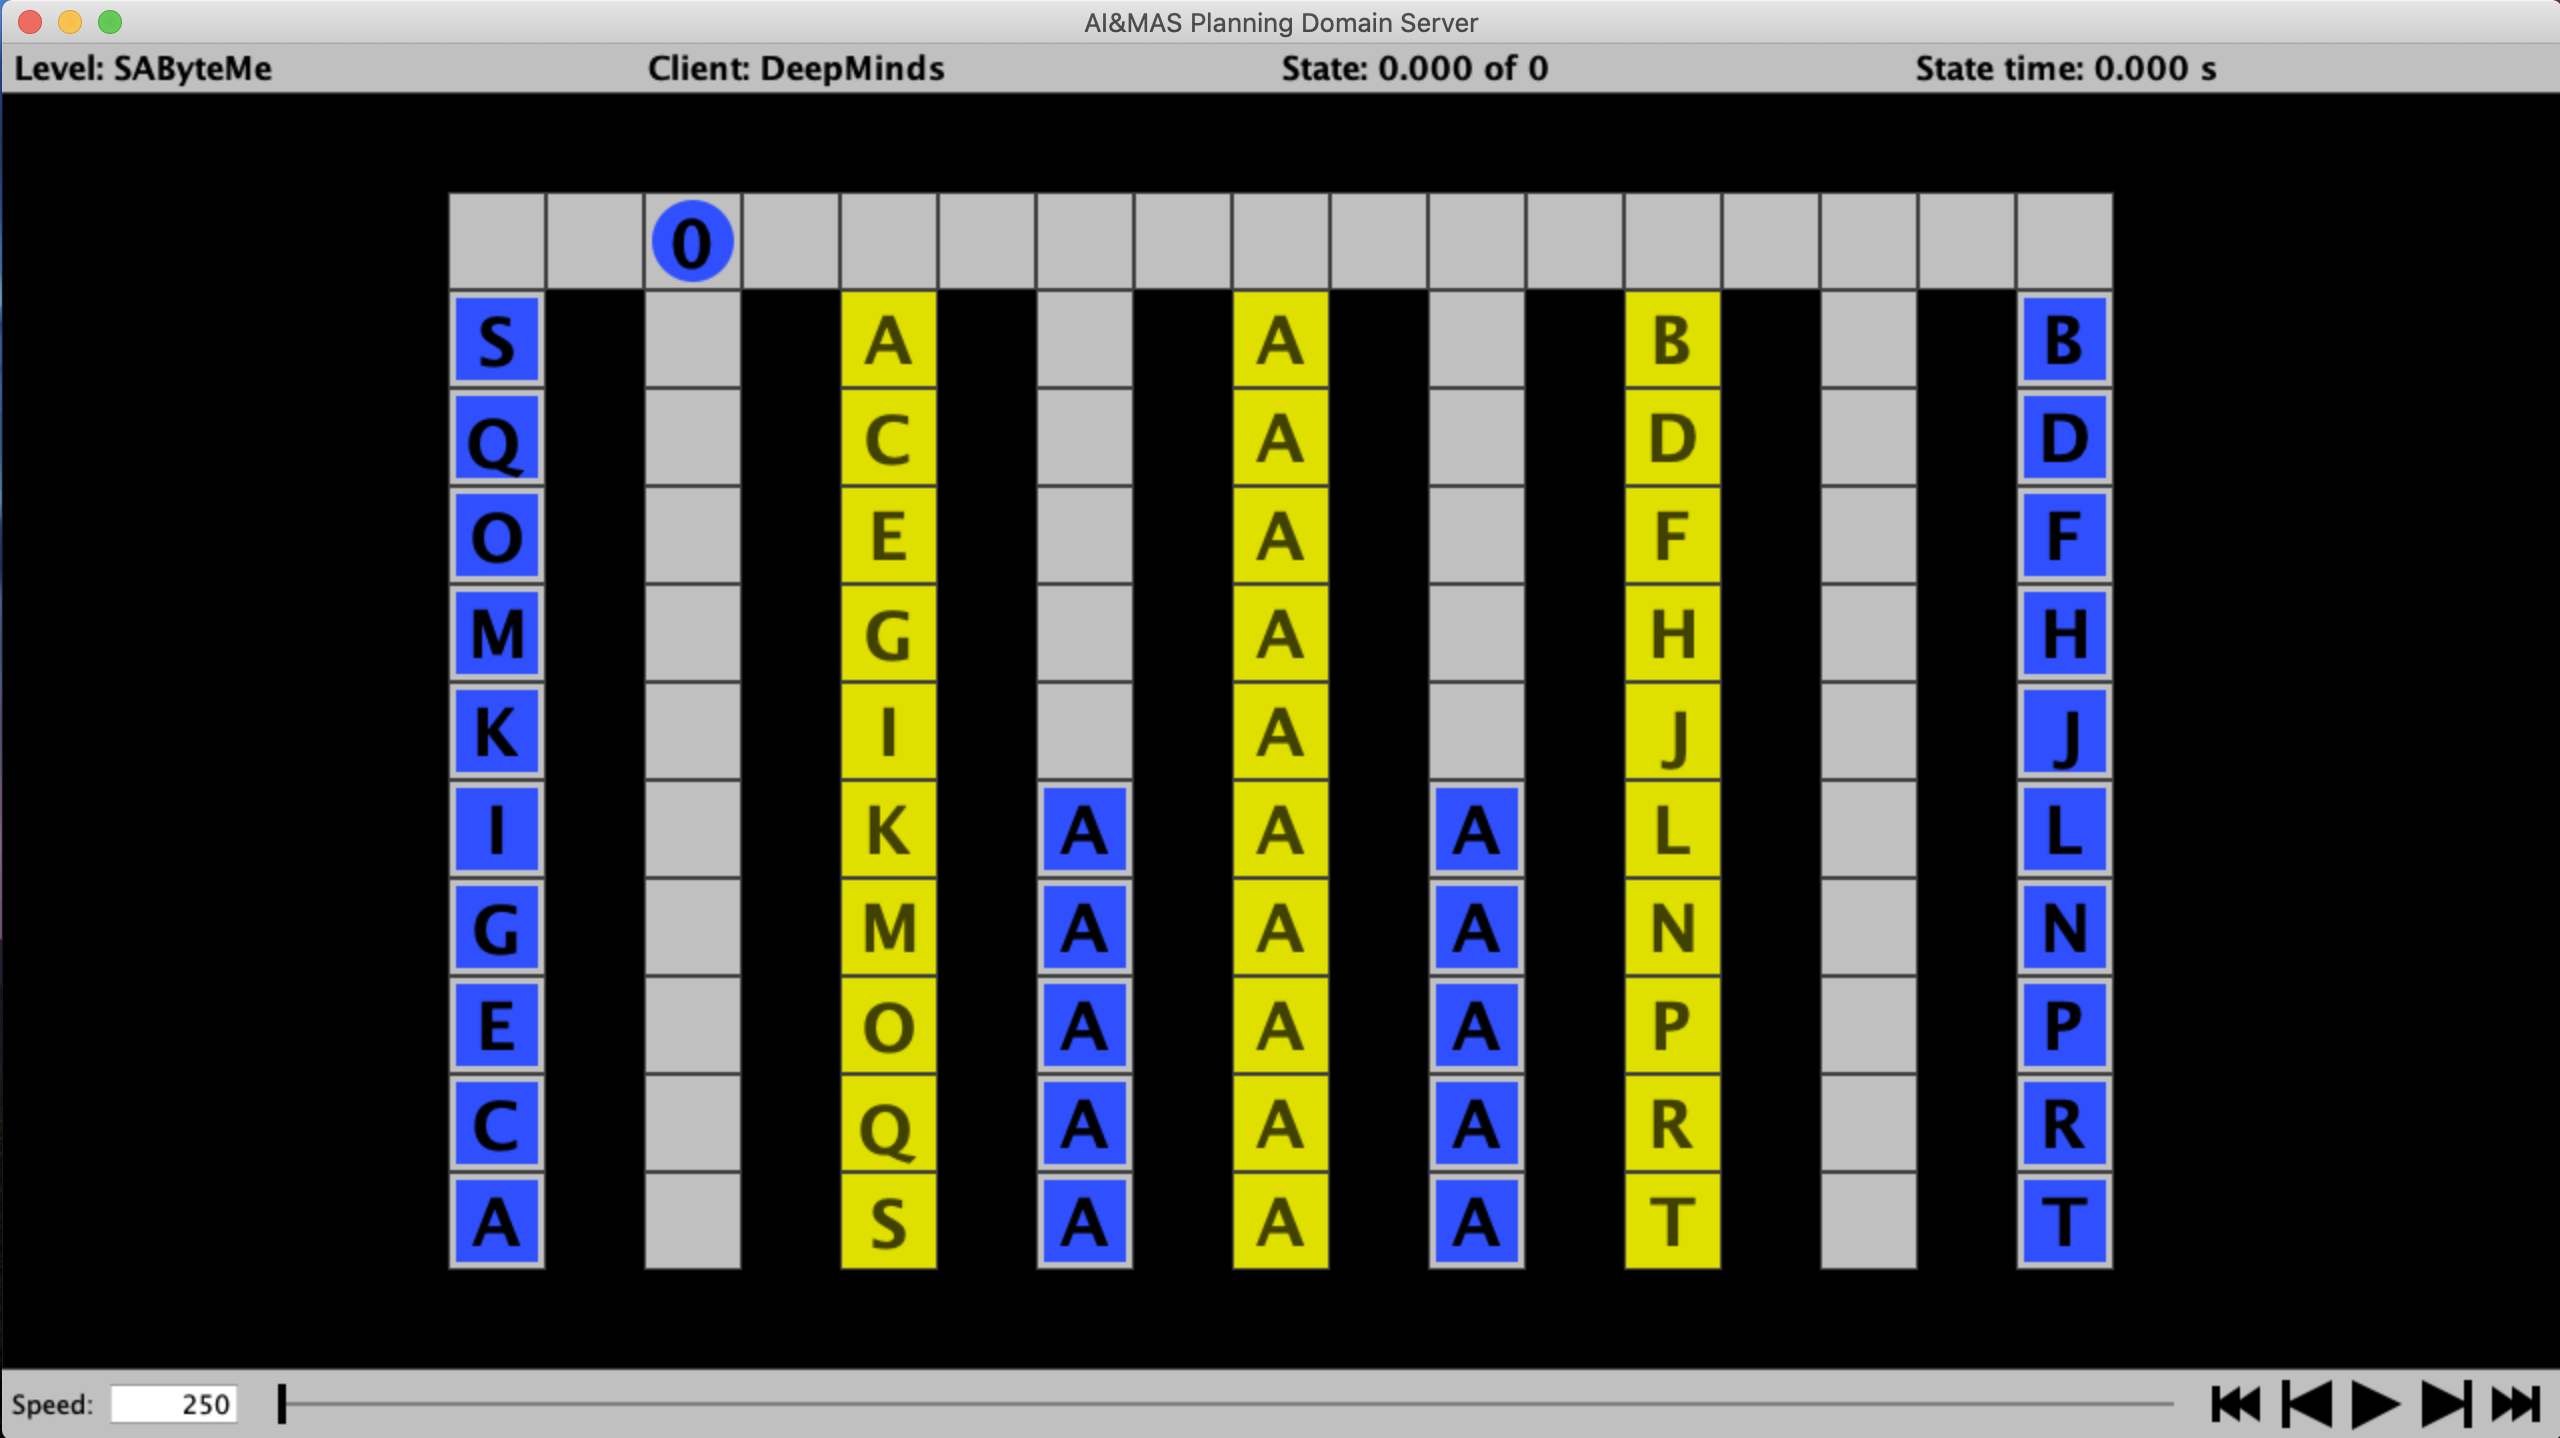 AI&MAS Planning Domain Server
Level: SAByteMe Client: DeepMinds State: 0.000 of 0 State time: 0.000 s
0
S A A B B
Q C A D D
O E A F F
M G A H H
K I A J J
I K A A A L L
G M A A A N N
E O A A A P P
C Q A A A R R
A S A A A T T
Speed: 250